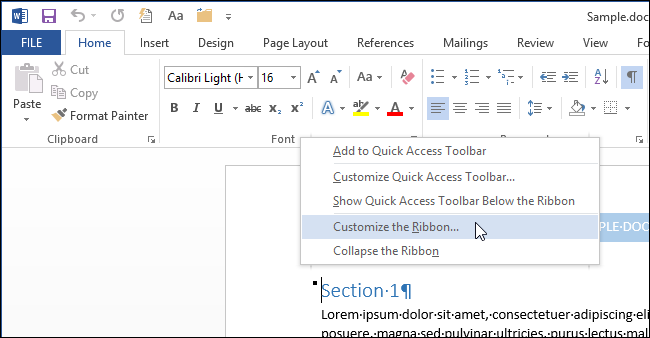 Aa Sample.doc
FILE Home Insert Design Page Layout References Mailings Review View
Cut
Copy
Format Painter
Paste
Clipboard
Calibri Light (H 16 A A Aa A
B I U abc X₂ X² A A
A Z ¶
Font
Add to Quick Access Toolbar
Customize Quick Access Toolbar...
Show Quick Access Toolbar Below the Ribbon
Customize the Ribbon...
Collapse the Ribbon
PLE·DOC
Section·1¶
Lorem·ipsum·dolor·sit·amet,·consectetuer·adipiscing·eli
posuere,·magna·sed·pulvinar·ultricies,·purus·lectus·mal